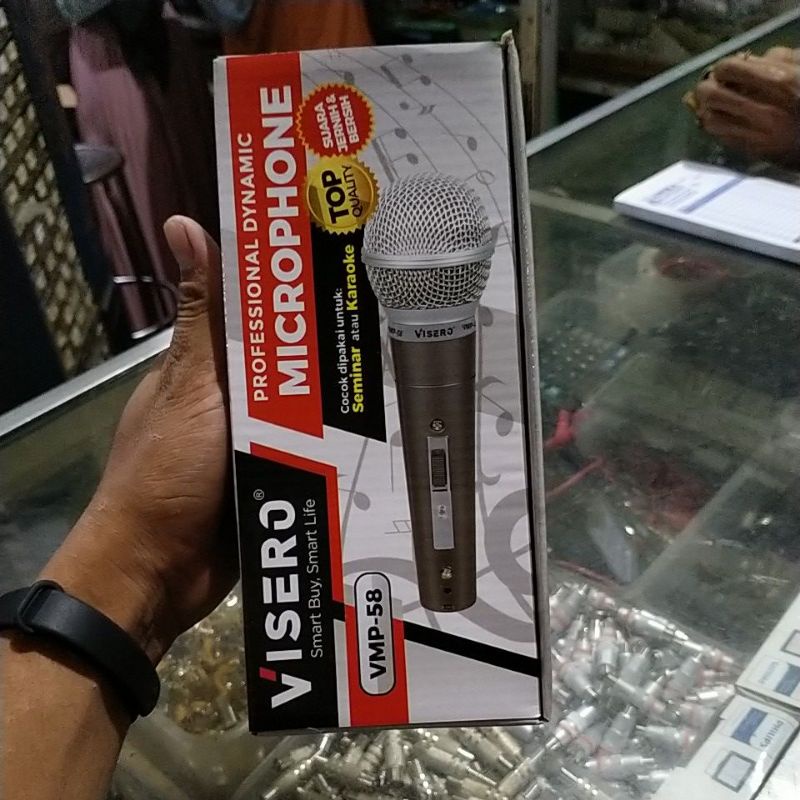 PROFESSIONAL DYNAMIC
MICROPHONE
SUARA
JERNIH &
BERSIH
TOP
QUALITY
Cocok dipakai untuk:
Seminar atau Karaoke
VISERO
VISERO®
Smart Buy, Smart Life
VMP-58